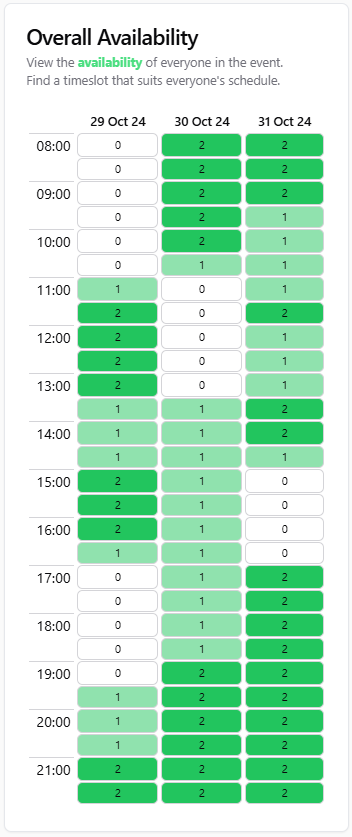 Overall Availability
View the availability of everyone in the event.
Find a timeslot that suits everyone's schedule.
29 Oct 24 30 Oct 24 31 Oct 24
08:00 0 2 2
0 2 2
09:00 0 2 2
0 2 1
10:00 0 2 1
0 1 1
11:00 1 0 1
2 0 2
12:00 2 0 1
2 0 1
13:00 2 0 1
1 1 2
14:00 1 1 2
1 1 1
15:00 2 1 0
2 1 0
16:00 2 1 0
1 1 0
17:00 0 1 2
0 1 2
18:00 0 1 2
0 1 2
19:00 0 2 2
1 2 2
20:00 1 2 2
1 2 2
21:00 2 2 2
2 2 2